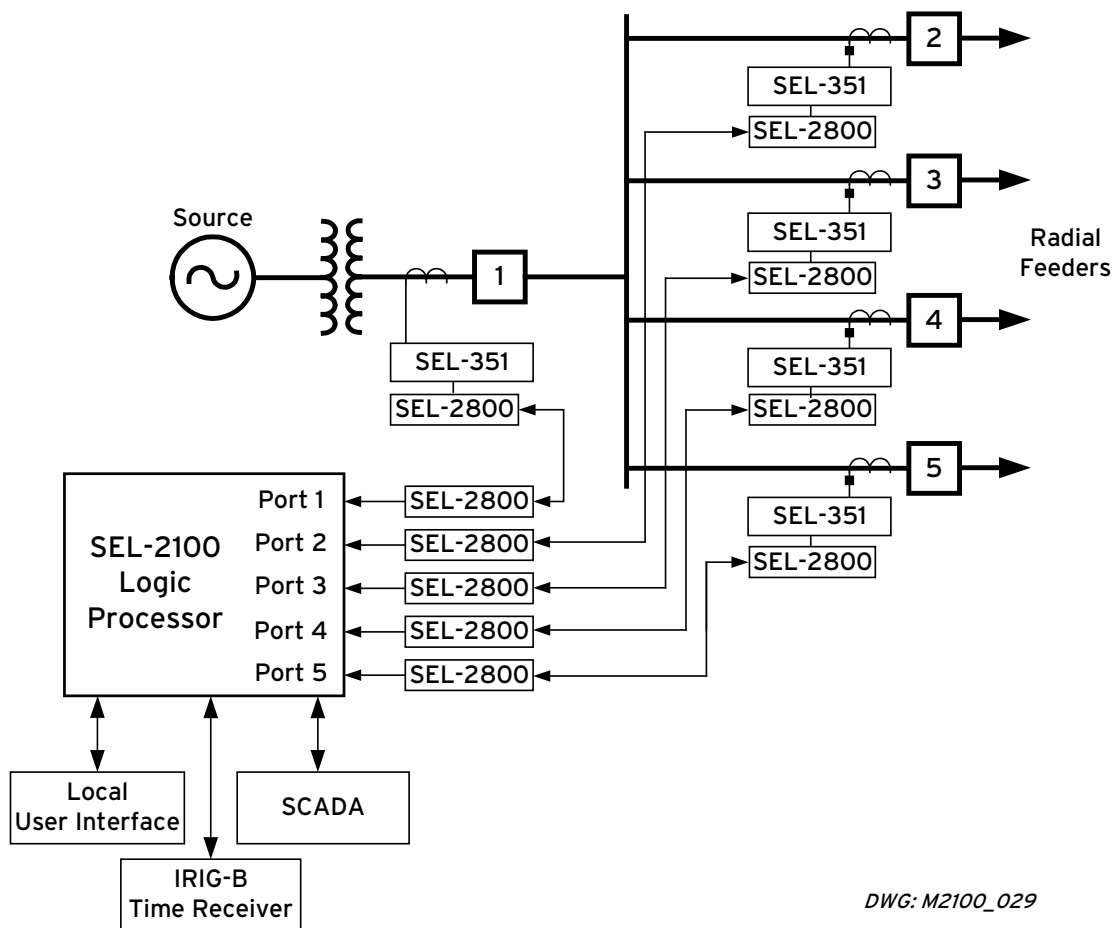 2
SEL-351
SEL-2800
3
SEL-351
SEL-2800
Source
Radial
Feeders
1
4
SEL-351
SEL-2800
SEL-351
SEL-2800
5
SEL-351
SEL-2800
SEL-2100
Logic
Processor
Port 1
Port 2
Port 3
Port 4
Port 5
SEL-2800
SEL-2800
SEL-2800
SEL-2800
SEL-2800
Local
User Interface
SCADA
IRIG-B
Time Receiver
DWG: M2100_029